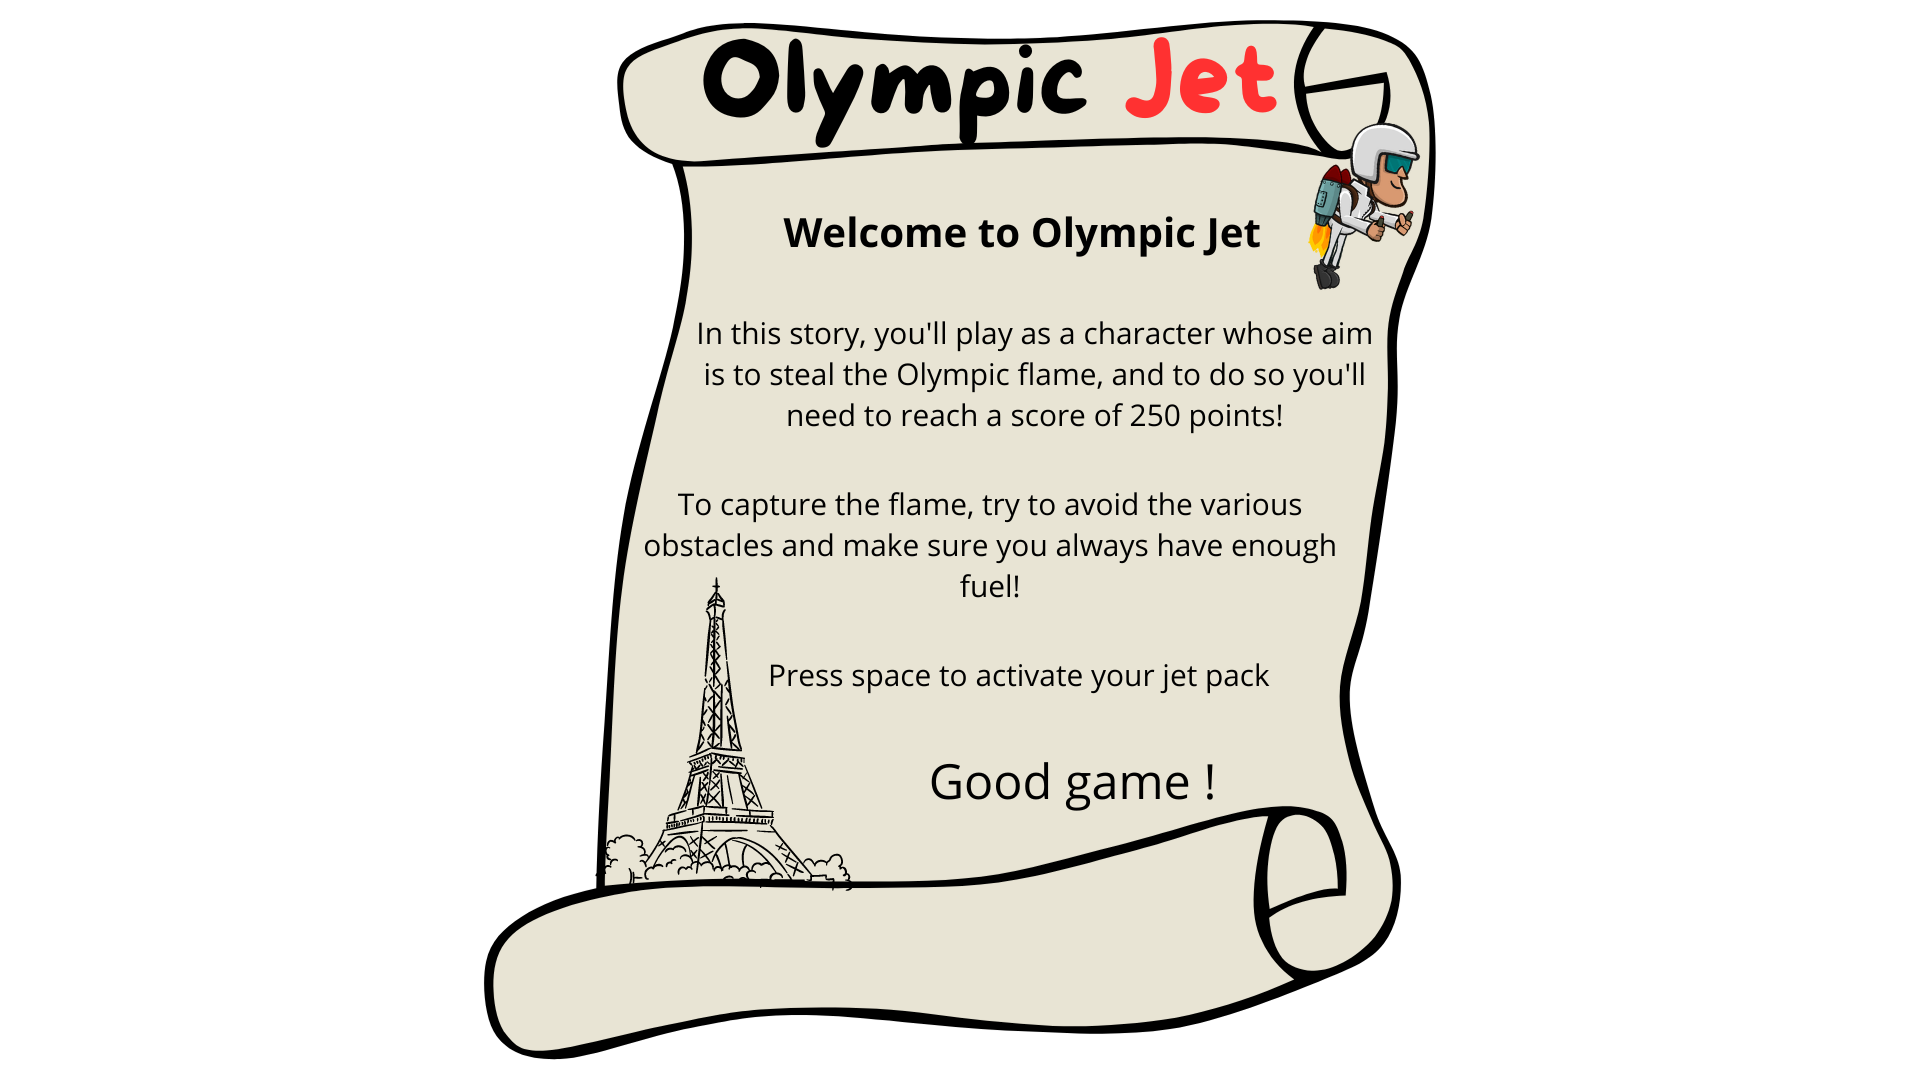 Olympic Jet
Welcome to Olympic Jet
In this story, you'll play as a character whose aim
is to steal the Olympic flame, and to do so you'll
need to reach a score of 250 points!
To capture the flame, try to avoid the various
obstacles and make sure you always have enough
fuel!
Press space to activate your jet pack
Good game !